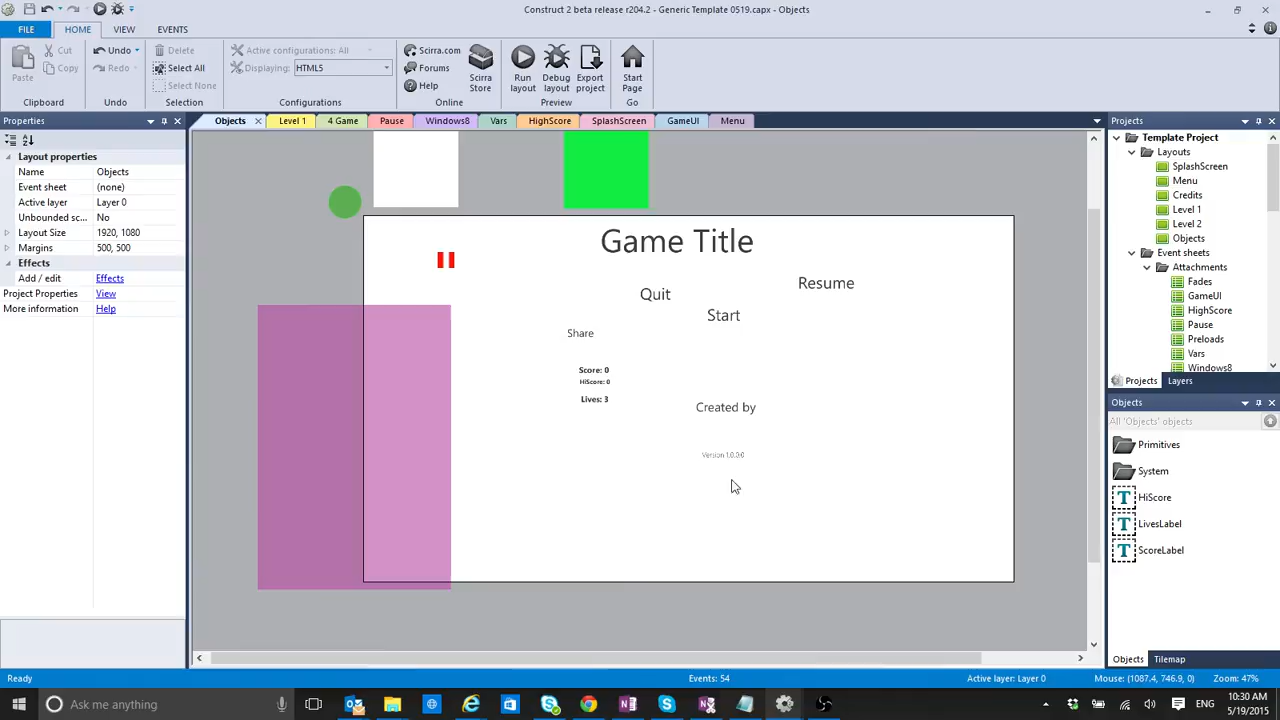 Construct 2 beta release r204.2 - Generic Template 0519.capx - Objects
FILE
HOME
VIEW
EVENTS
Paste
Cut
Copy
Clipboard
Undo
Redo
Undo
Delete
Select All
Select None
Selection
Active configurations: All
Displaying:
HTML5
Configurations
Scirra.com
Forums
Help
Scirra Store
Online
Run layout
Debug layout
Export project
Preview
Start Page
Go
Properties
Objects
Level 1
4 Game
Pause
Windows8
Vars
HighScore
SplashScreen
GameUI
Menu
Projects
Layout properties
Name Objects
Event sheet (none)
Active layer Layer 0
Unbounded sc... No
Layout Size 1920, 1080
Margins 500, 500
Effects
Add / edit Effects
Project Properties View
More information Help
Game Title
Resume
Quit
Start
Share
Score: 0
HiScore: 0
Lives: 3
Created by
Version 1.0.0.0
Template Project
Layouts
SplashScreen
Menu
Credits
Level 1
Level 2
Objects
Event sheets
Attachments
Fades
GameUI
HighScore
Pause
Preloads
Vars
Windows8
Projects
Layers
Objects
All 'Objects' objects
Primitives
System
T HiScore
T LivesLabel
T ScoreLabel
Objects
Tilemap
Ready
Events: 54
Active layer: Layer 0
Mouse: (1087.4, 746.9, 0)
Zoom: 47%
Ask me anything
ENG
10:30 AM
5/19/2015